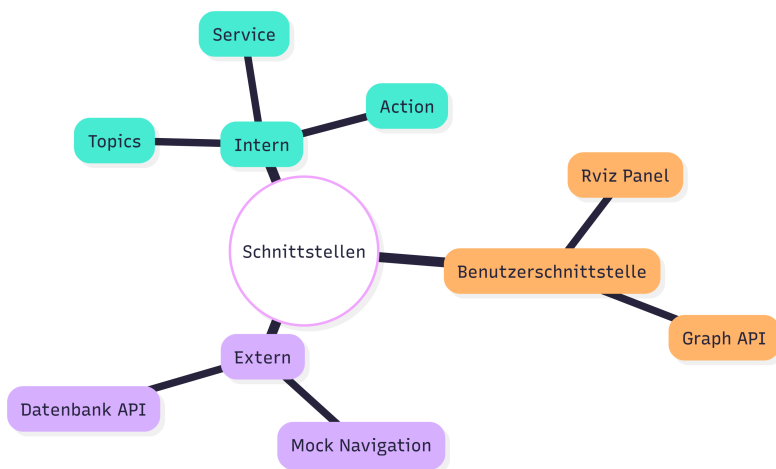 Service
Action
Topics
Intern
Rviz Panel
Schnittstellen
Benutzerschnittstelle
Graph API
Extern
Datenbank API
Mock Navigation